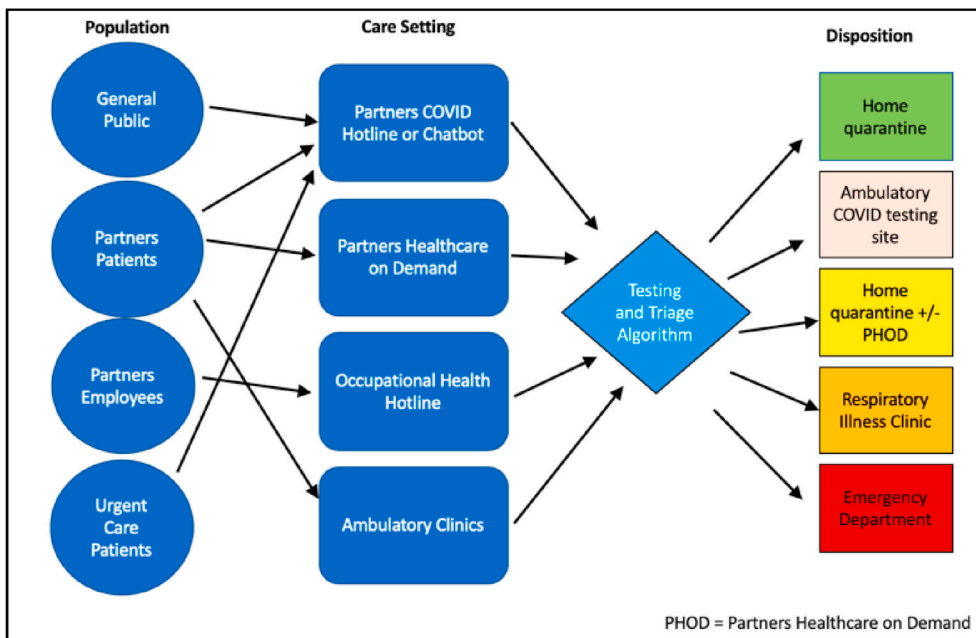 Population
Care Setting
Disposition
General
Public
Partners
Patients
Partners
Employees
Urgent
Care
Patients
Partners COVID
Hotline or Chatbot
Partners Healthcare
on Demand
Occupational Health
Hotline
Ambulatory Clinics
Testing
and Triage
Algorithm
Home
quarantine
Ambulatory
COVID testing
site
Home
quarantine +/-
PHOD
Respiratory
Illness Clinic
Emergency
Department
PHOD = Partners Healthcare on Demand